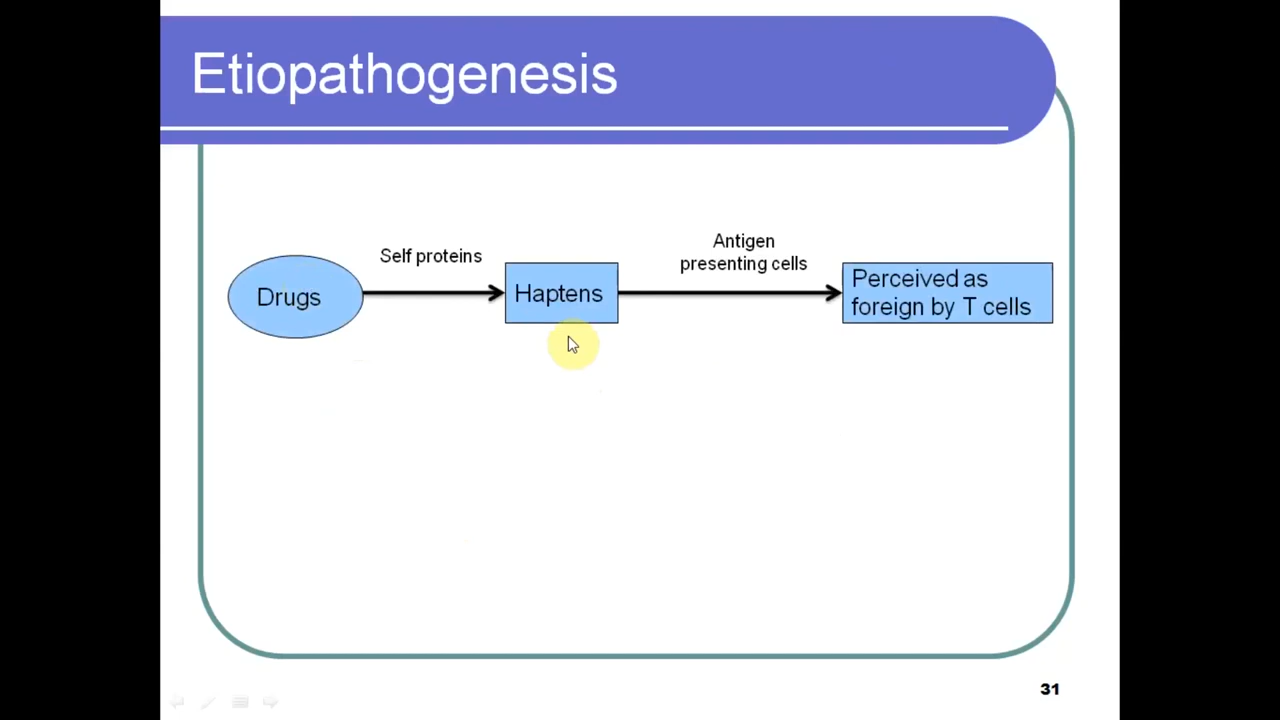 Etiopathogenesis
Self proteins
Antigen
presenting cells
Drugs
Haptens
Perceived as
foreign by T cells
31